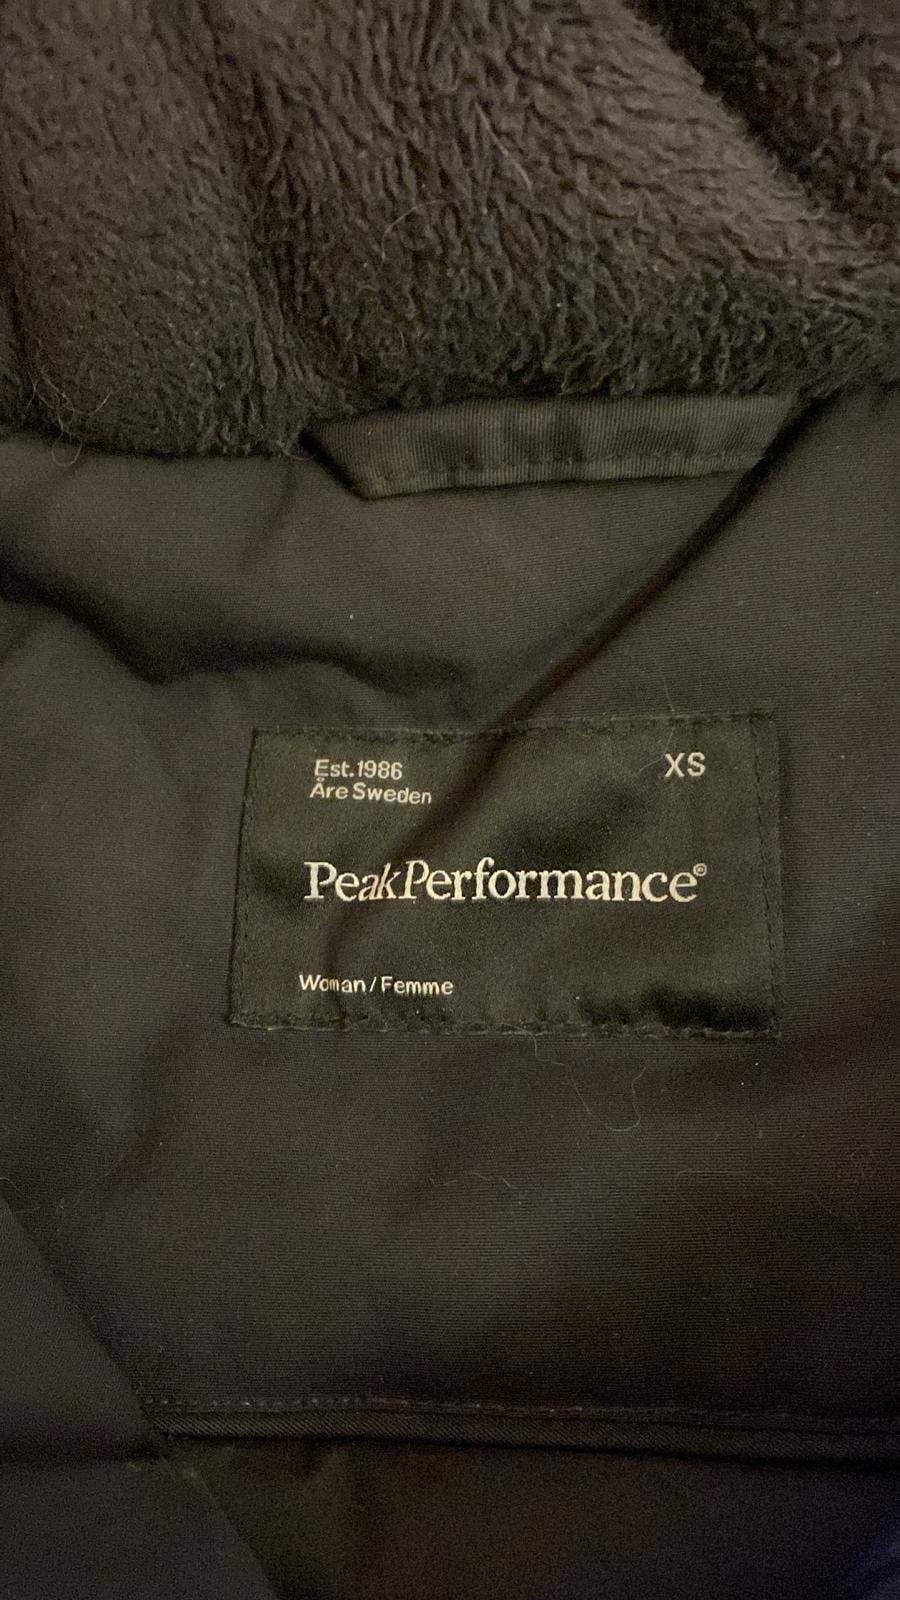 Est.1986
Åre Sweden
XS
PeakPerformance®
Woman/Femme